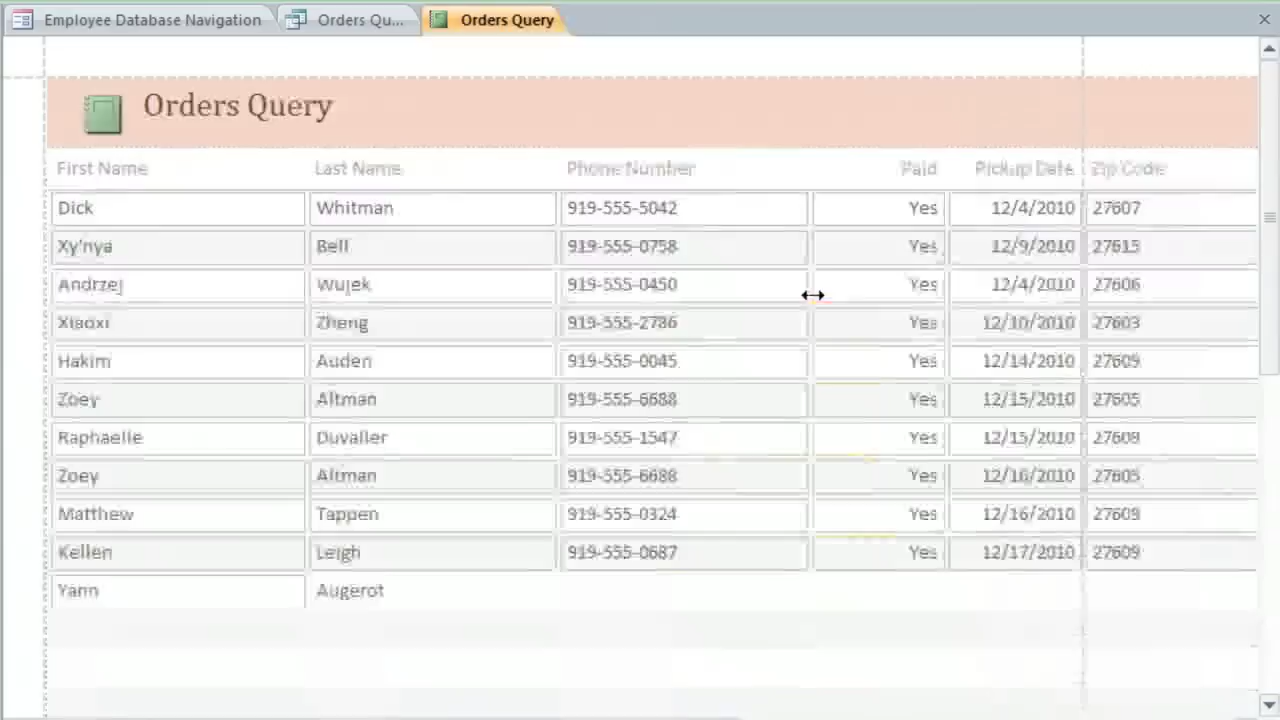 Employee Database Navigation Orders Qu... Orders Query
Orders Query
First Name Last Name Phone Number Paid Pickup Date Zip Code
Dick Whitman 919-555-5042 Yes 12/4/2010 27607
Xy'nya Bell 919-555-0758 Yes 12/9/2010 27615
Andrzej Wujek 919-555-0450 Yes 12/4/2010 27606
Xiaoxi Zheng 919-555-2786 Yes 12/10/2010 27603
Hakim Auden 919-555-0045 Yes 12/14/2010 27609
Zoey Altman 919-555-6688 Yes 12/15/2010 27605
Raphaelle Duvalier 919-555-1547 Yes 12/15/2010 27609
Zoey Altman 919-555-6688 Yes 12/16/2010 27605
Matthew Tappen 919-555-0324 Yes 12/16/2010 27609
Kellen Leigh 919-555-0687 Yes 12/17/2010 27609
Yann Augerot